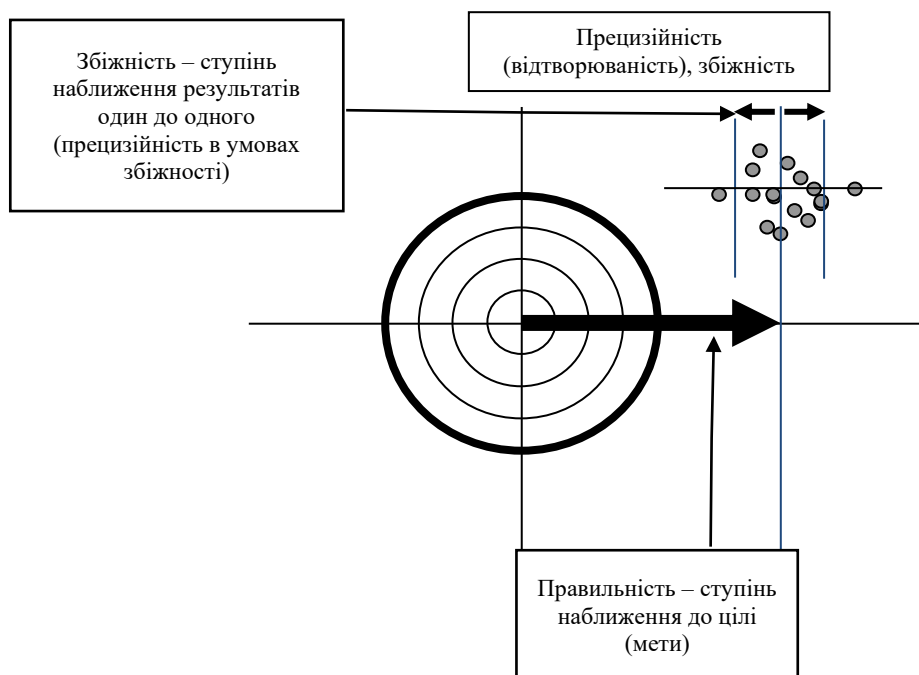 Збіжність – ступінь
наближення результатів
один до одного
(прецизійність в умовах
збіжності)
Прецизійність
(відтворюваність), збіжність
Правильність – ступінь
наближення до цілі
(мети)